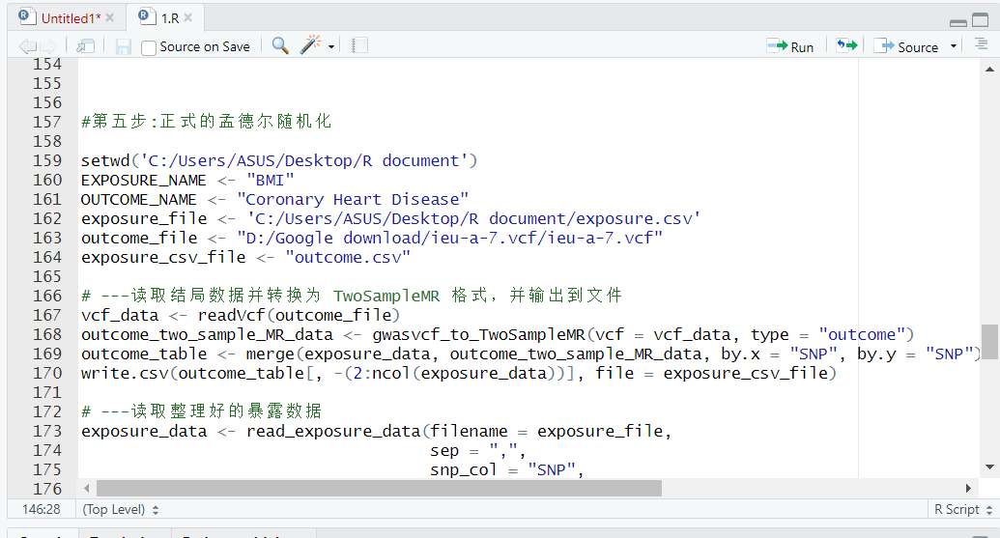 Untitled1*
1.R
Source on Save
Run
Source
154
155
156
157 #第五步:正式的孟德尔随机化
158
159 setwd('C:/Users/ASUS/Desktop/R document')
160 EXPOSURE_NAME <- "BMI"
161 OUTCOME_NAME <- "Coronary Heart Disease"
162 exposure_file <- 'C:/Users/ASUS/Desktop/R document/exposure.csv'
163 outcome_file <- "D:/Google download/ieu-a-7.vcf/ieu-a-7.vcf"
164 exposure_csv_file <- "outcome.csv"
165
166 # ---读取结局数据并转换为 TwoSampleMR 格式，并输出到文件
167 vcf_data <- readVcf(outcome_file)
168 outcome_two_sample_MR_data <- gwasvcf_to_TwoSampleMR(vcf = vcf_data, type = "outcome")
169 outcome_table <- merge(exposure_data, outcome_two_sample_MR_data, by.x = "SNP", by.y = "SNP")
170 write.csv(outcome_table[, -(2:ncol(exposure_data))], file = exposure_csv_file)
171
172 # ---读取整理好的暴露数据
173 exposure_data <- read_exposure_data(filename = exposure_file,
174 sep = ",",
175 snp_col = "SNP",
176
146:28 (Top Level) R Script